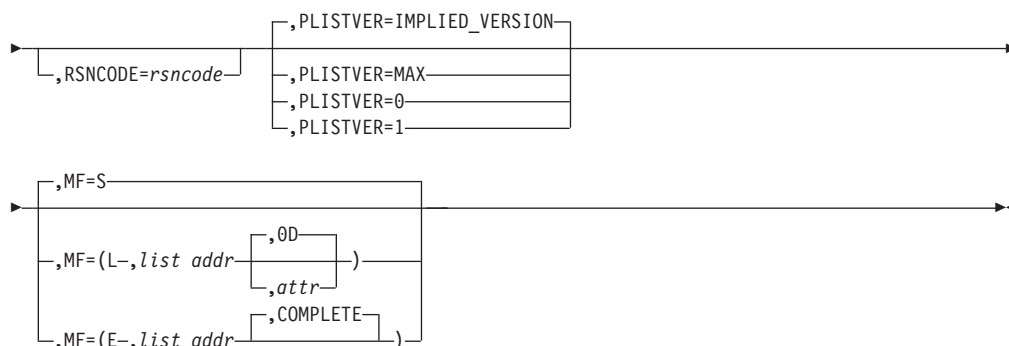 ,PLISTVER=IMPLIED_VERSION
,RSNCODE=rsncode
,PLISTVER=MAX
,PLISTVER=0
,PLISTVER=1
,MF=S
,0D
,MF=(L–,list addr )
,attr
,COMPLETE
,MF=(E–,list addr )